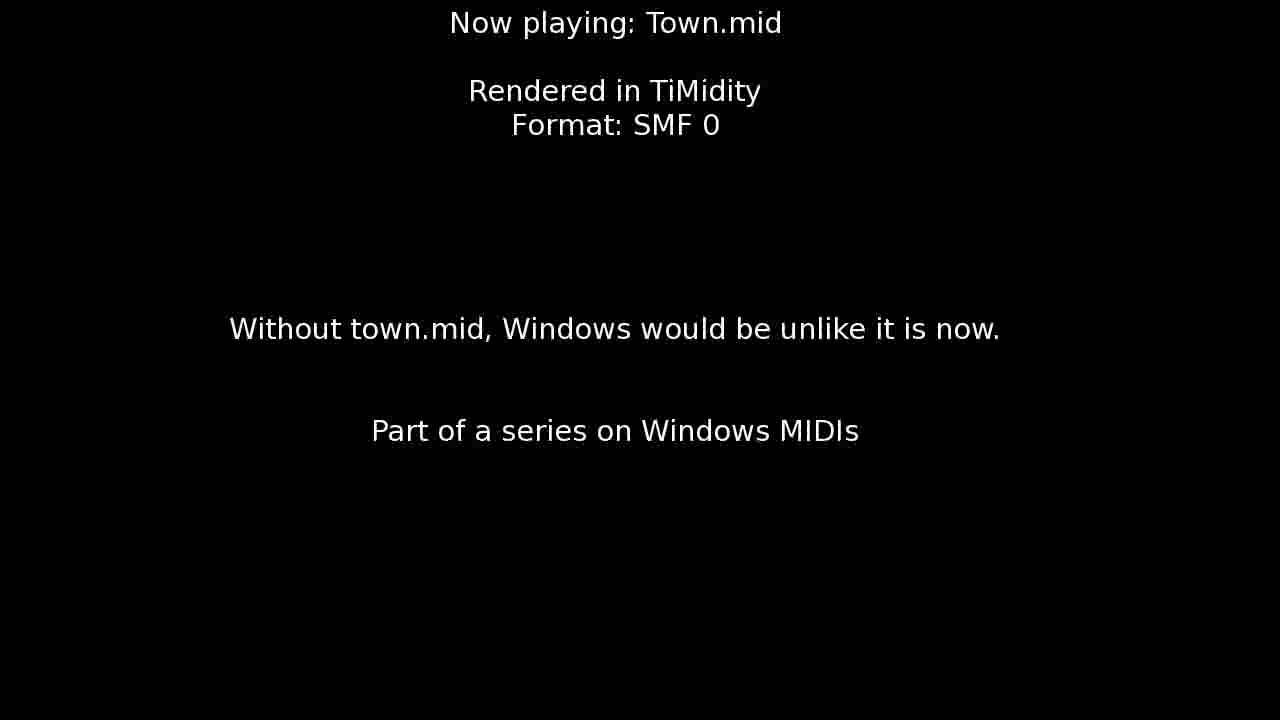 Now playing: Town.mid
Rendered in TiMidity
Format: SMF 0
Without town.mid, Windows would be unlike it is now.
Part of a series on Windows MIDIs